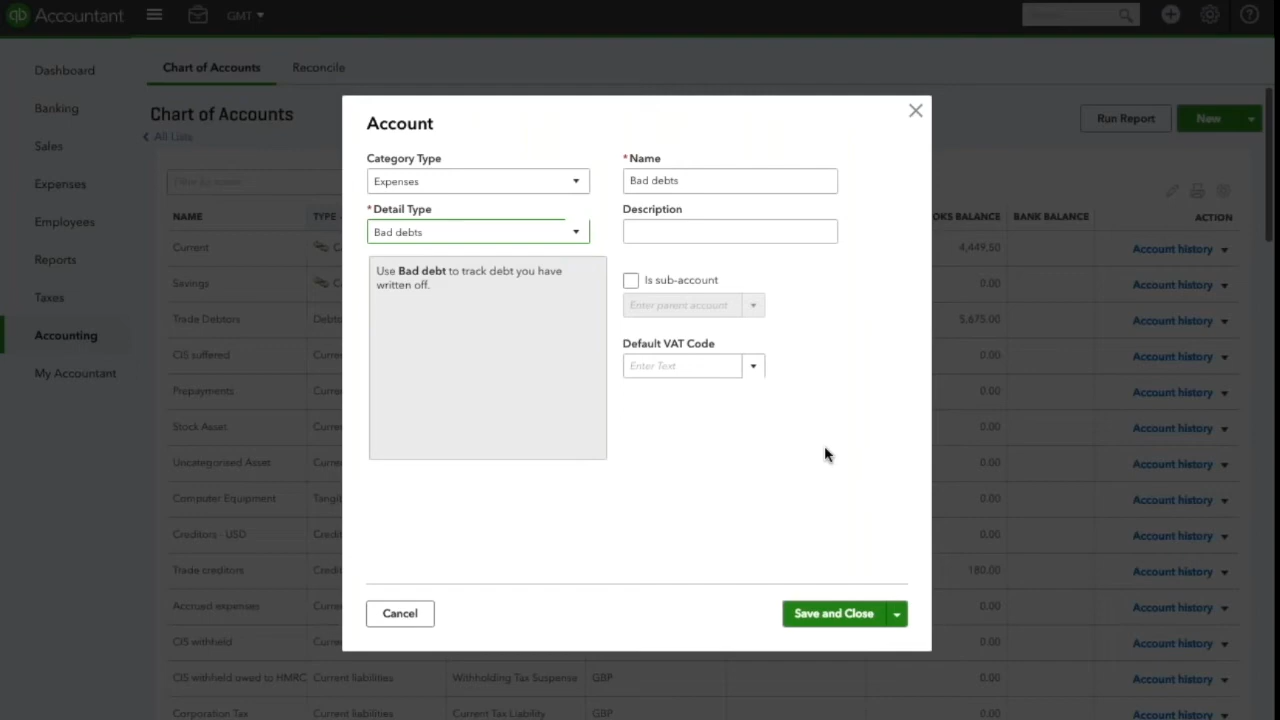 qb Accountant
GMT
Dashboard
Banking
Sales
Expenses
Employees
Reports
Taxes
Accounting
My Accountant
Chart of Accounts Reconcile
Chart of Accounts
All Lists
Run Report New
Filter by name
NAME TYPE BALANCE BANK BALANCE ACTION
Current 4,449.50 Account history
Savings 0.00 Account history
Trade Debtors 5,675.00 Account history
CIS suffered 0.00 Account history
Prepayments 0.00 Account history
Stock Asset 0.00 Account history
Uncategorised Asset 0.00 Account history
Computer Equipment 0.00 Account history
Creditors - USD 0.00 Account history
Trade creditors 180.00 Account history
Accrued expenses 0.00 Account history
CIS withheld 0.00 Account history
CIS withheld owed to HMRC Current liabilities Withholding Tax Suspense GBP 0.00 Account history
Corporation Tax Current liabilities Current Tax Liability GBP 0.00 Account history
Account
Category Type
Expenses
*Detail Type
Bad debts
Use Bad debt to track debt you have
written off.
*Name
Bad debts
Description
Is sub-account
Enter parent account
Default VAT Code
Enter Text
Cancel
Save and Close